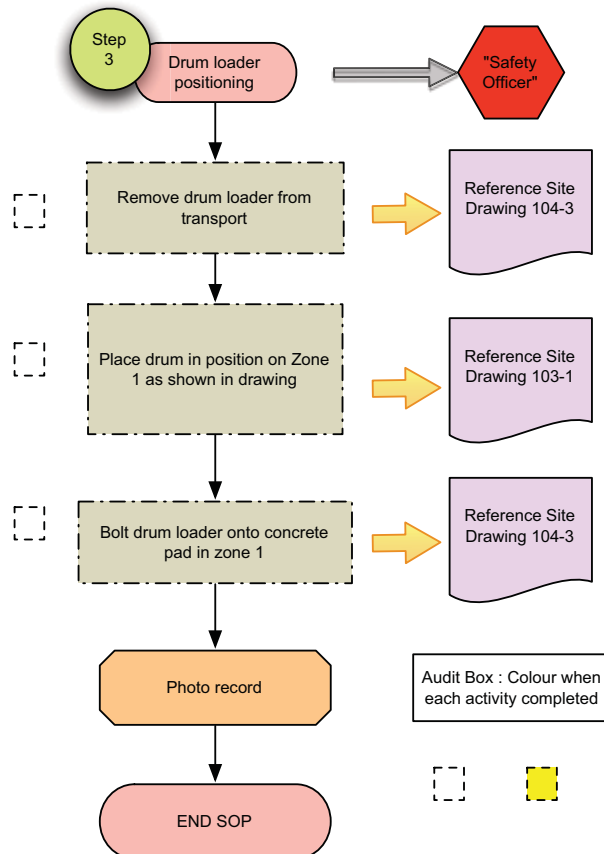 Step
3
Drum loader
positioning
"Safety
Officer"
Remove drum loader from
transport
Reference Site
Drawing 104-3
Place drum in position on Zone
1 as shown in drawing
Reference Site
Drawing 103-1
Bolt drum loader onto concrete
pad in zone 1
Reference Site
Drawing 104-3
Photo record
Audit Box : Colour when
each activity completed
END SOP